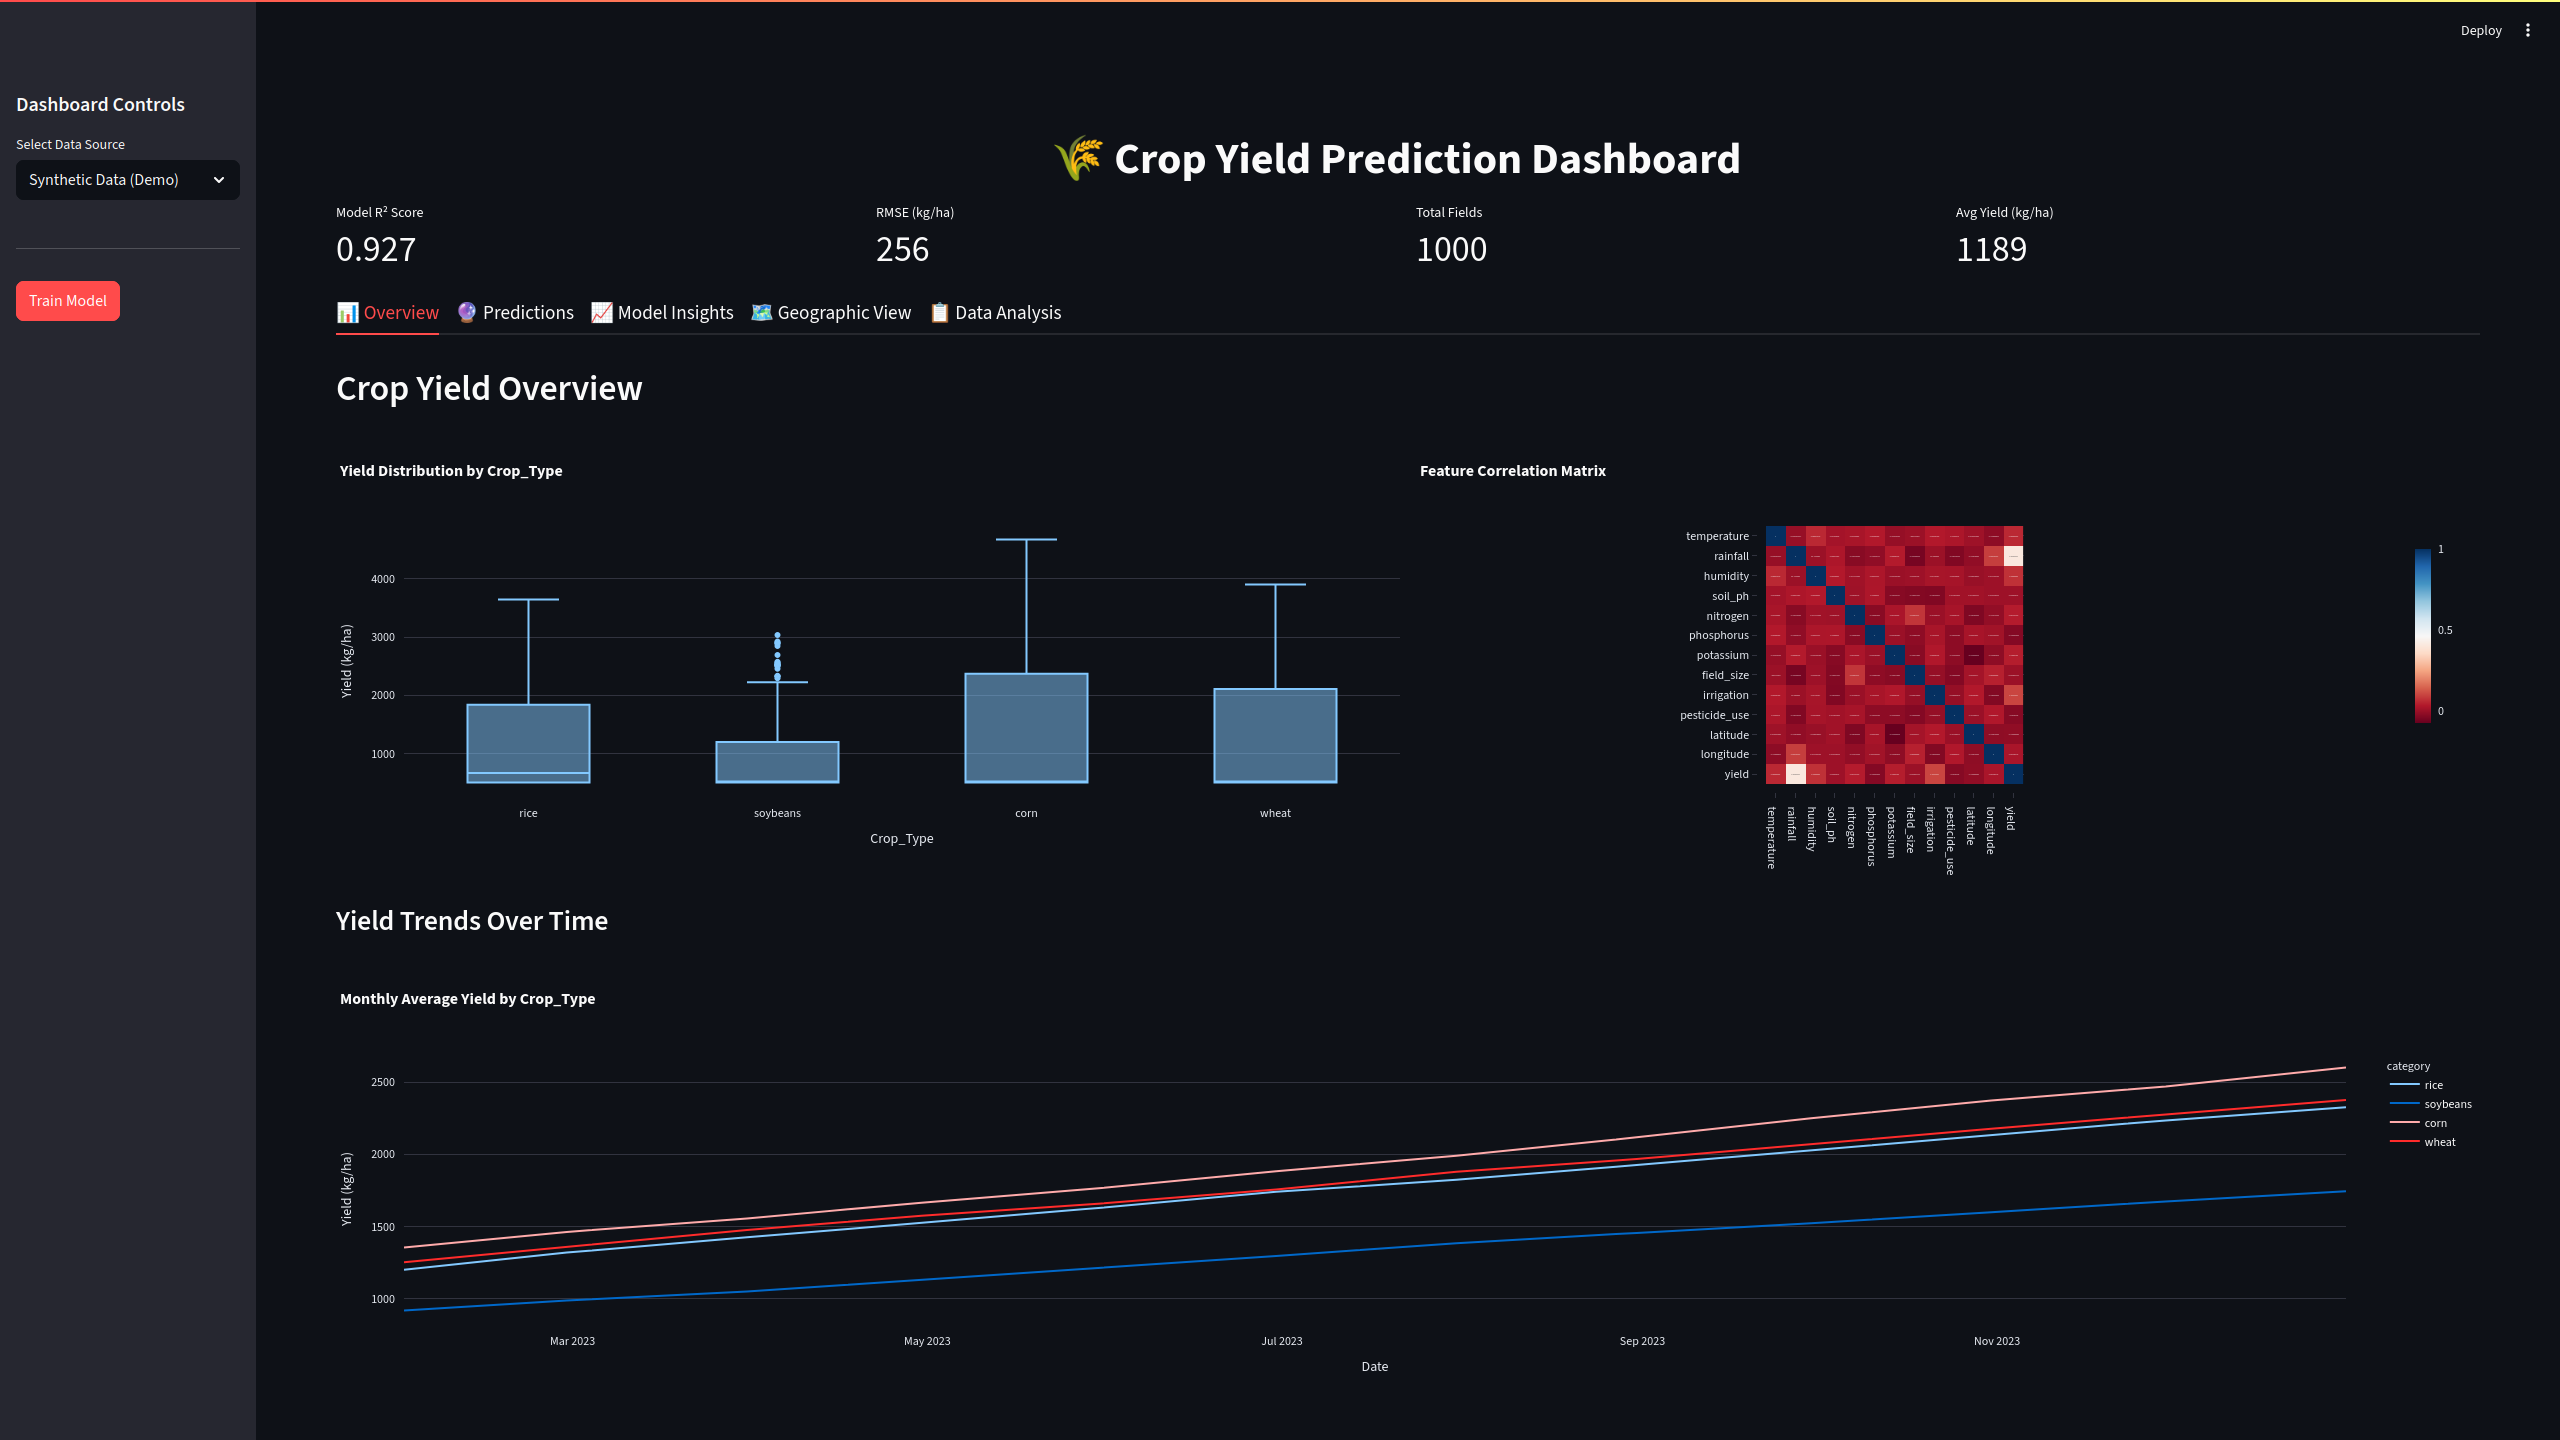 Deploy
Dashboard Controls
Select Data Source
Synthetic Data (Demo)
Train Model
🌾 Crop Yield Prediction Dashboard
Model R² Score
0.927
RMSE (kg/ha)
256
Total Fields
1000
Avg Yield (kg/ha)
1189
📊 Overview
🔮 Predictions
📈 Model Insights
🗺️ Geographic View
📋 Data Analysis
Crop Yield Overview
Yield Distribution by Crop_Type
4000
3000
2000
1000
Yield (kg/ha)
rice
soybeans
corn
wheat
Crop_Type
Feature Correlation Matrix
temperature
rainfall
humidity
soil_ph
nitrogen
phosphorus
potassium
field_size
irrigation
pesticide_use
latitude
longitude
yield
temperature
rainfall
humidity
soil_ph
nitrogen
phosphorus
potassium
field_size
irrigation
pesticide_use
latitude
longitude
yield
1
0.5
0
Yield Trends Over Time
Monthly Average Yield by Crop_Type
2500
2000
1500
1000
Yield (kg/ha)
Mar 2023
May 2023
Jul 2023
Sep 2023
Nov 2023
Date
category
rice
soybeans
corn
wheat